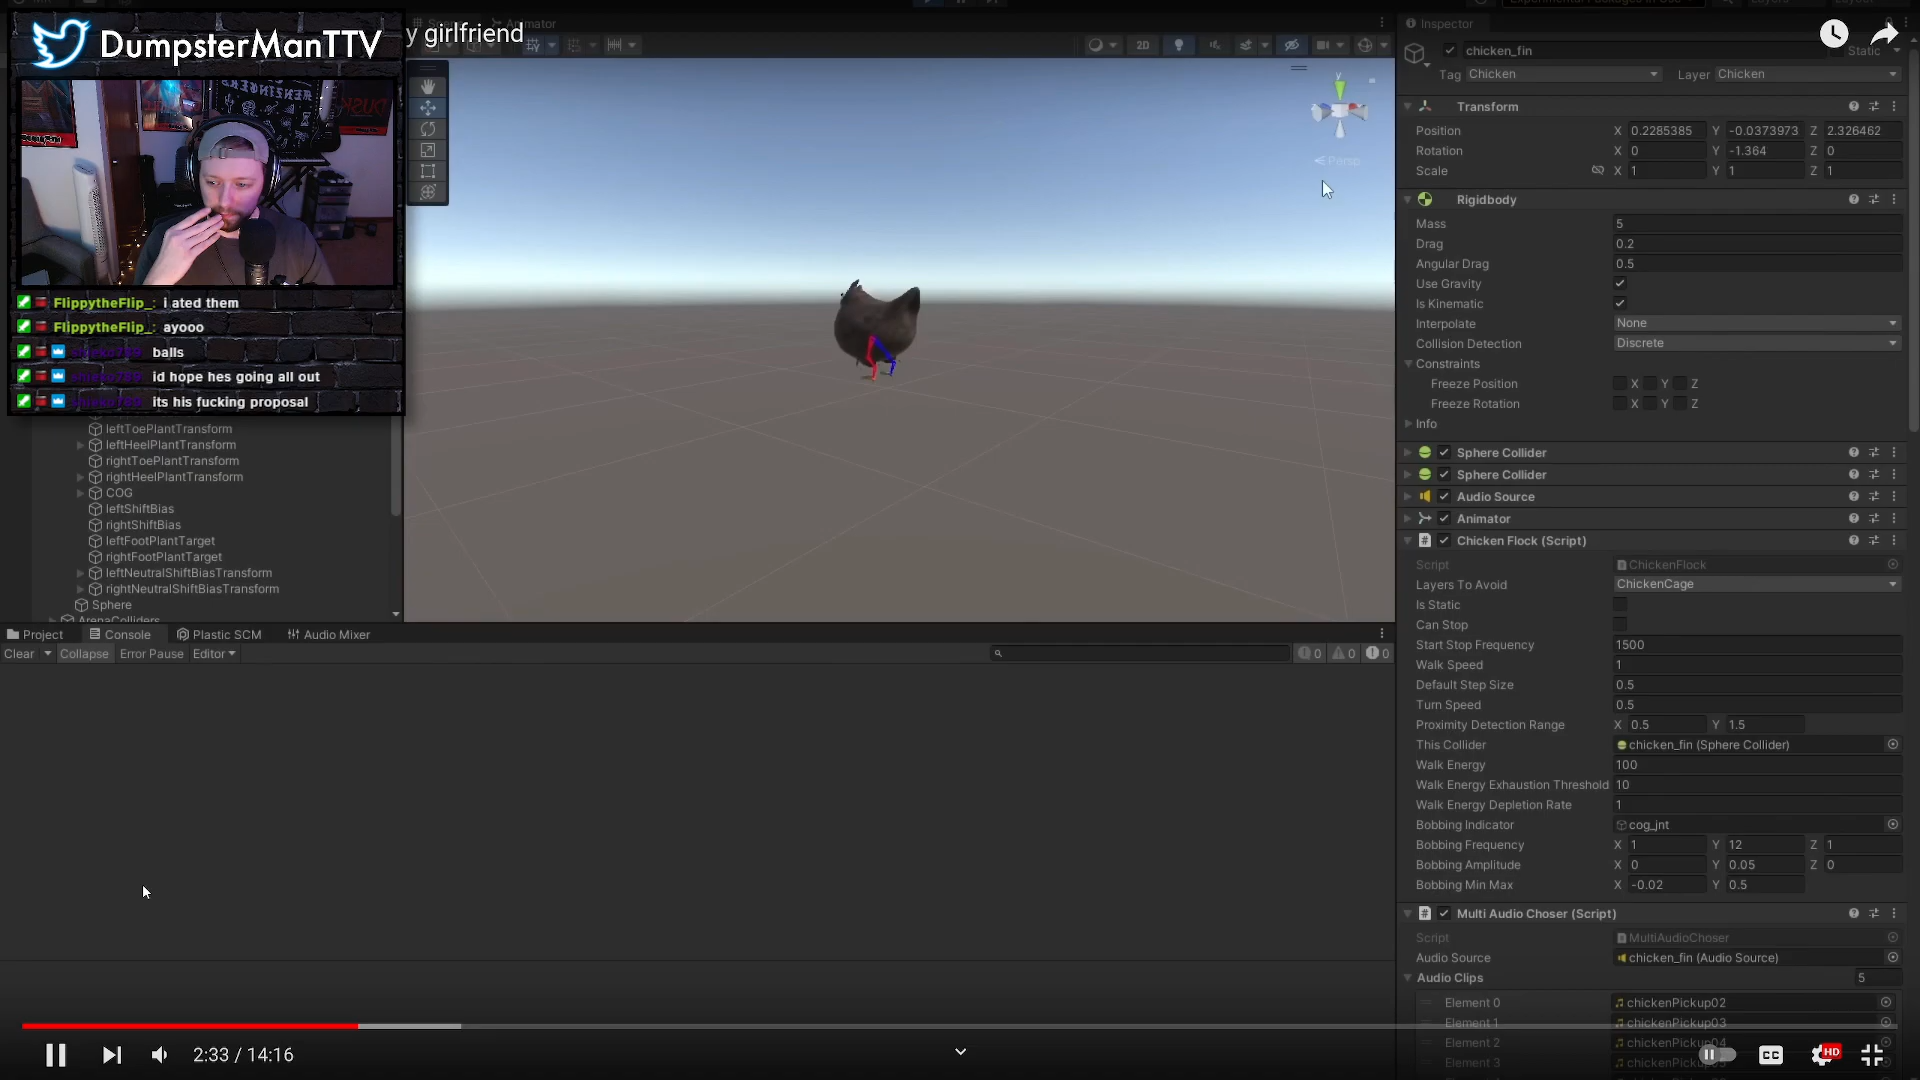 DumpsterManTTV
y girlfriend
FlippytheFlip_: i ated them
FlippytheFlip_: ayooo
balls
id hope hes going all out
its his fucking proposal
Animator
2D
Persp
leftToePlantTransform
leftHeelPlantTransform
rightToePlantTransform
rightHeelPlantTransform
COG
leftShiftBias
rightShiftBias
leftFootPlantTarget
rightFootPlantTarget
leftNeutralShiftBiasTransform
rightNeutralShiftBiasTransform
Sphere
ArenaColliders
Project Console Plastic SCM Audio Mixer
Clear Collapse Error Pause Editor
0 0 0
Inspector
chicken_fin Static
Tag Chicken Layer Chicken
Transform
Position X 0.2285385 Y -0.0373973 Z 2.326462
Rotation X 0 Y -1.364 Z 0
Scale X 1 Y 1 Z 1
Rigidbody
Mass 5
Drag 0.2
Angular Drag 0.5
Use Gravity
Is Kinematic
Interpolate None
Collision Detection Discrete
Constraints
Freeze Position X Y Z
Freeze Rotation X Y Z
Info
Sphere Collider
Sphere Collider
Audio Source
Animator
Chicken Flock (Script)
Script ChickenFlock
Layers To Avoid ChickenCage
Is Static
Can Stop
Start Stop Frequency 1500
Walk Speed 1
Default Step Size 0.5
Turn Speed 0.5
Proximity Detection Range X 0.5 Y 1.5
This Collider chicken_fin (Sphere Collider)
Walk Energy 100
Walk Energy Exhaustion Threshold 10
Walk Energy Depletion Rate 1
Bobbing Indicator cog_jnt
Bobbing Frequency X 1 Y 12 Z 1
Bobbing Amplitude X 0 Y 0.05 Z 0
Bobbing Min Max X -0.02 Y 0.5
Multi Audio Choser (Script)
Script MultiAudioChoser
Audio Source chicken_fin (Audio Source)
Audio Clips 5
Element 0 chickenPickup02
Element 1 chickenPickup03
Element 2 chickenPickup04
Element 3
2:33 / 14:16
CC
HD